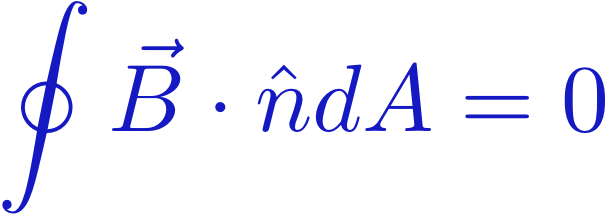 ∮ B⃗ · n̂ dA = 0